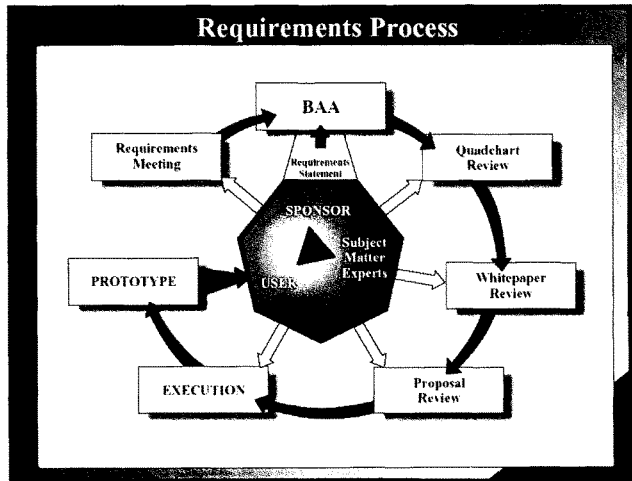 Requirements Process
BAA
Requirements
Meeting
Requirements
Statement
Quadchart
Review
SPONSOR
Subject
Matter
Experts
USER
PROTOTYPE
Whitepaper
Review
EXECUTION
Proposal
Review